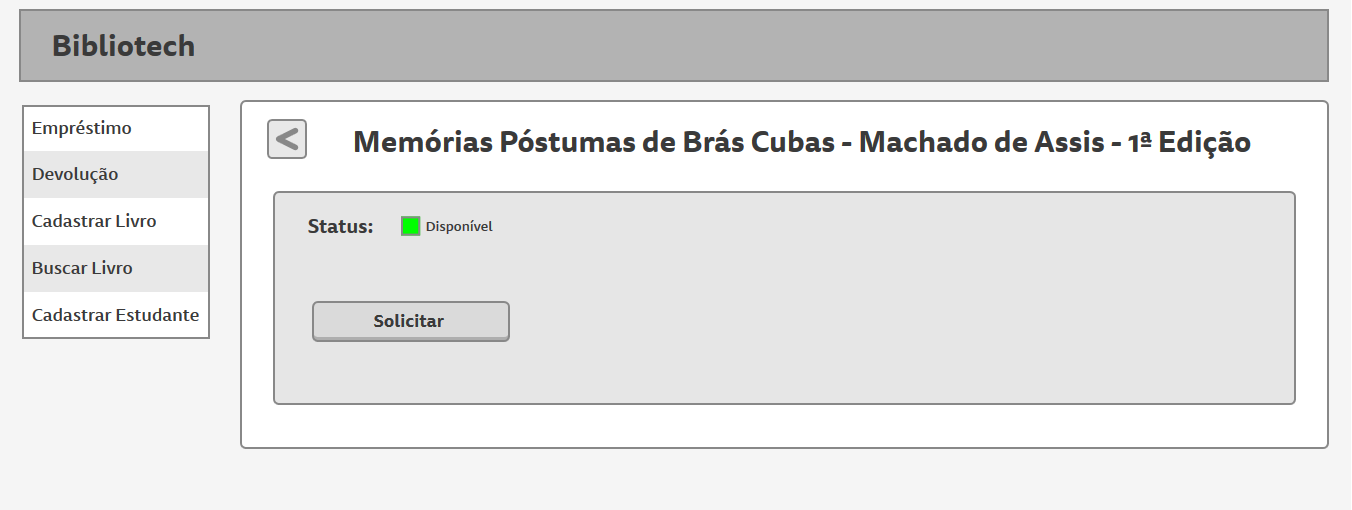 Bibliotech
Empréstimo
Devolução
Cadastrar Livro
Buscar Livro
Cadastrar Estudante
<
Memórias Póstumas de Brás Cubas - Machado de Assis - 1ª Edição
Status:
Disponível
Solicitar